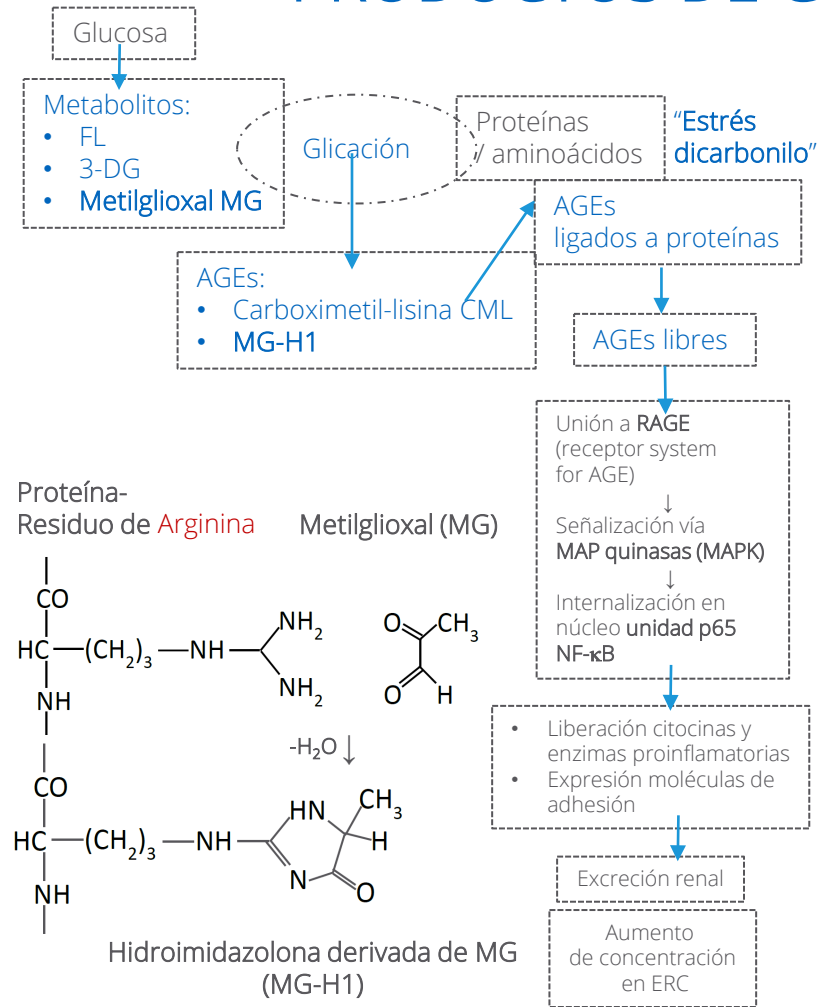 Glucosa
Metabolitos:
• FL
• 3-DG
• Metilglioxal MG
Glicación
Proteínas
/ aminoácidos
“Estrés
dicarbonilo”
AGEs
ligados a proteínas
AGEs:
• Carboximetil-lisina CML
• MG-H1
AGEs libres
Unión a RAGE
(receptor system
for AGE)
↓
Señalización vía
MAP quinasas (MAPK)
↓
Internalización en
núcleo unidad p65
NF-κB
• Liberación citocinas y
enzimas proinflamatorias
• Expresión moléculas de
adhesión
Excreción renal
Aumento
de concentración
en ERC
Proteína-
Residuo de Arginina
Metilglioxal (MG)
CO
HC—(CH₂)₃—NH
NH₂
NH₂
NH
O
CH₃
O
H
-H₂O ↓
CO
HC—(CH₂)₃—NH
NH
HN
CH₃
H
N
O
Hidroimidazolona derivada de MG
(MG-H1)